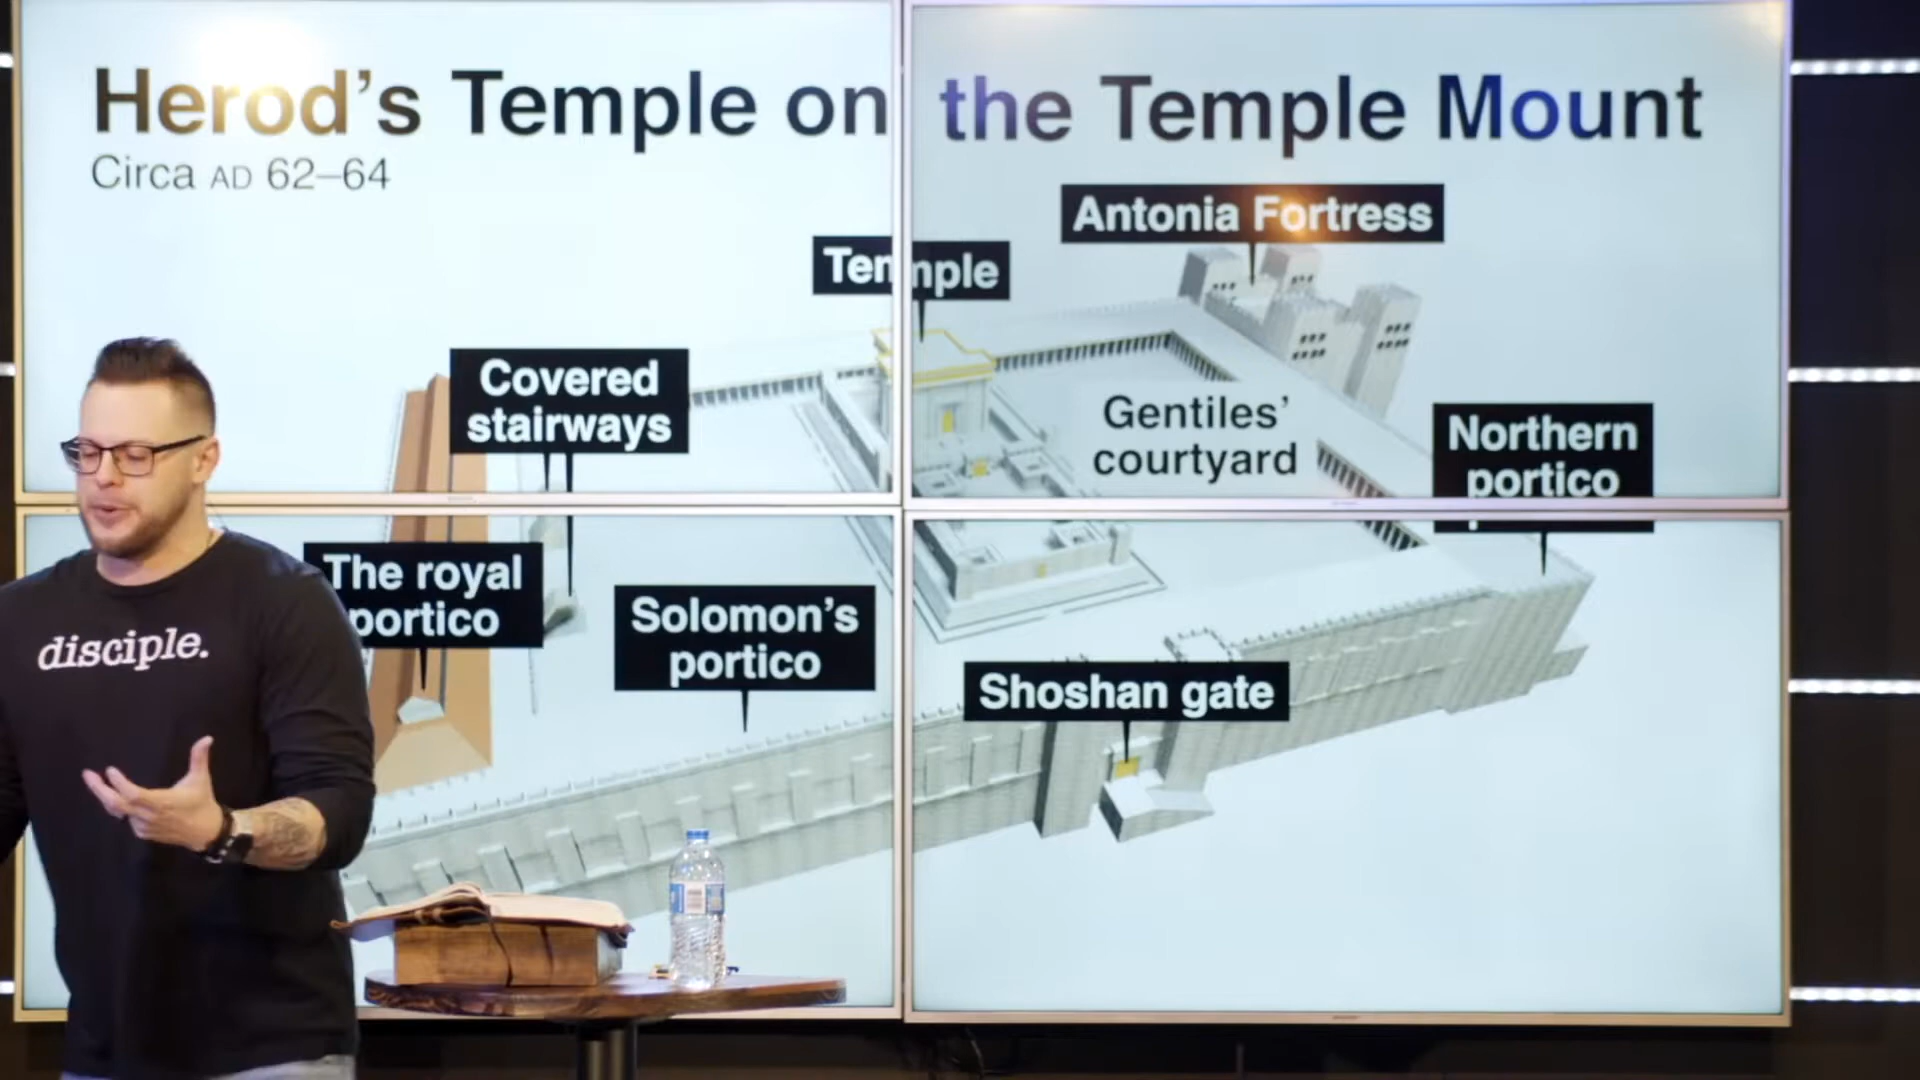 Herod's Temple on the Temple Mount
Circa AD 62–64
Antonia Fortress
Temple
Covered
stairways
Gentiles'
courtyard
Northern
portico
The royal
portico
Solomon's
portico
Shoshan gate
disciple.